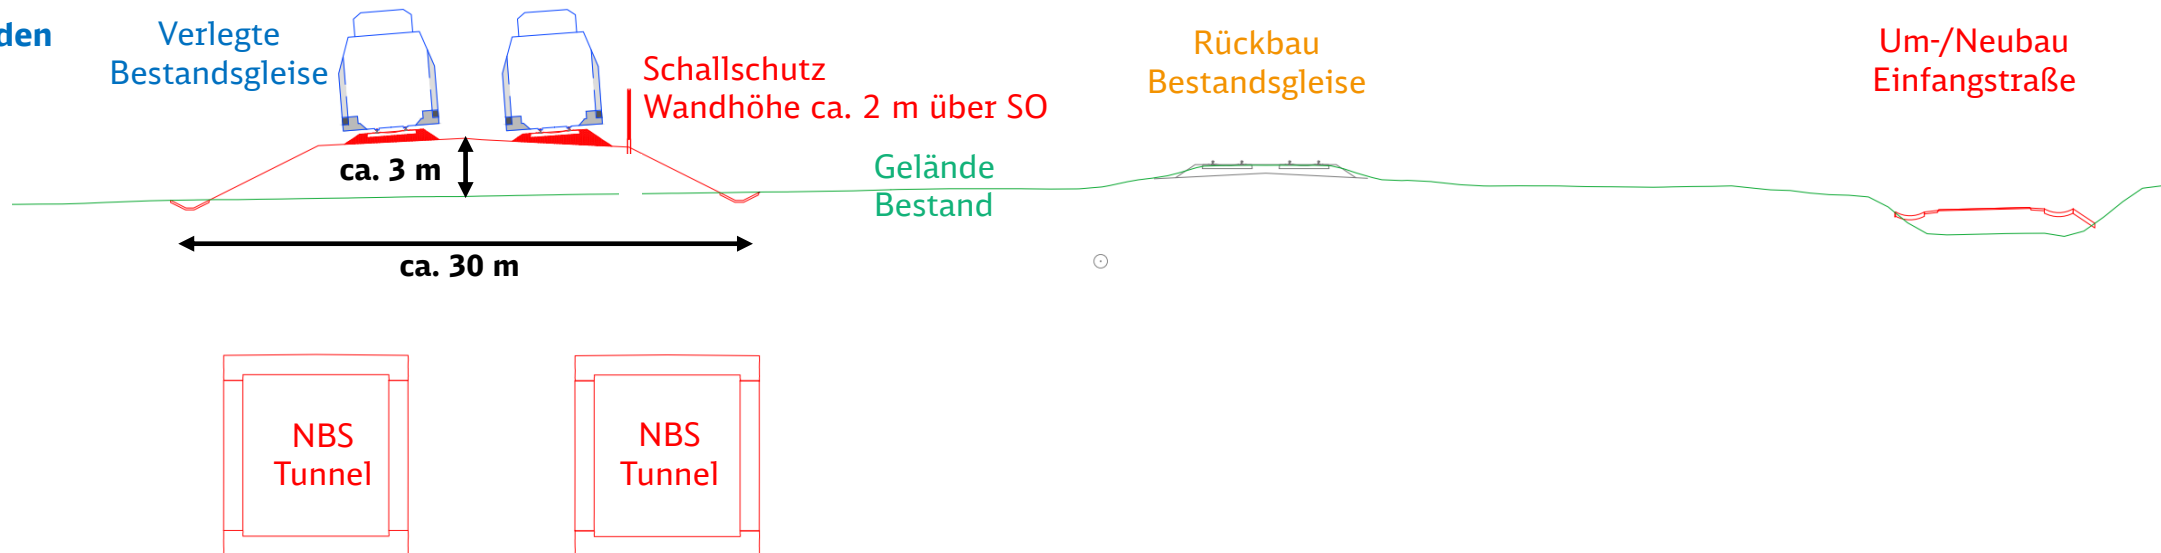 den
Verlegte
Bestandsgleise
Schallschutz
Wandhöhe ca. 2 m über SO
Rückbau
Bestandsgleise
Um-/Neubau
Einfangstraße
ca. 3 m
Gelände
Bestand
ca. 30 m
NBS
Tunnel
NBS
Tunnel